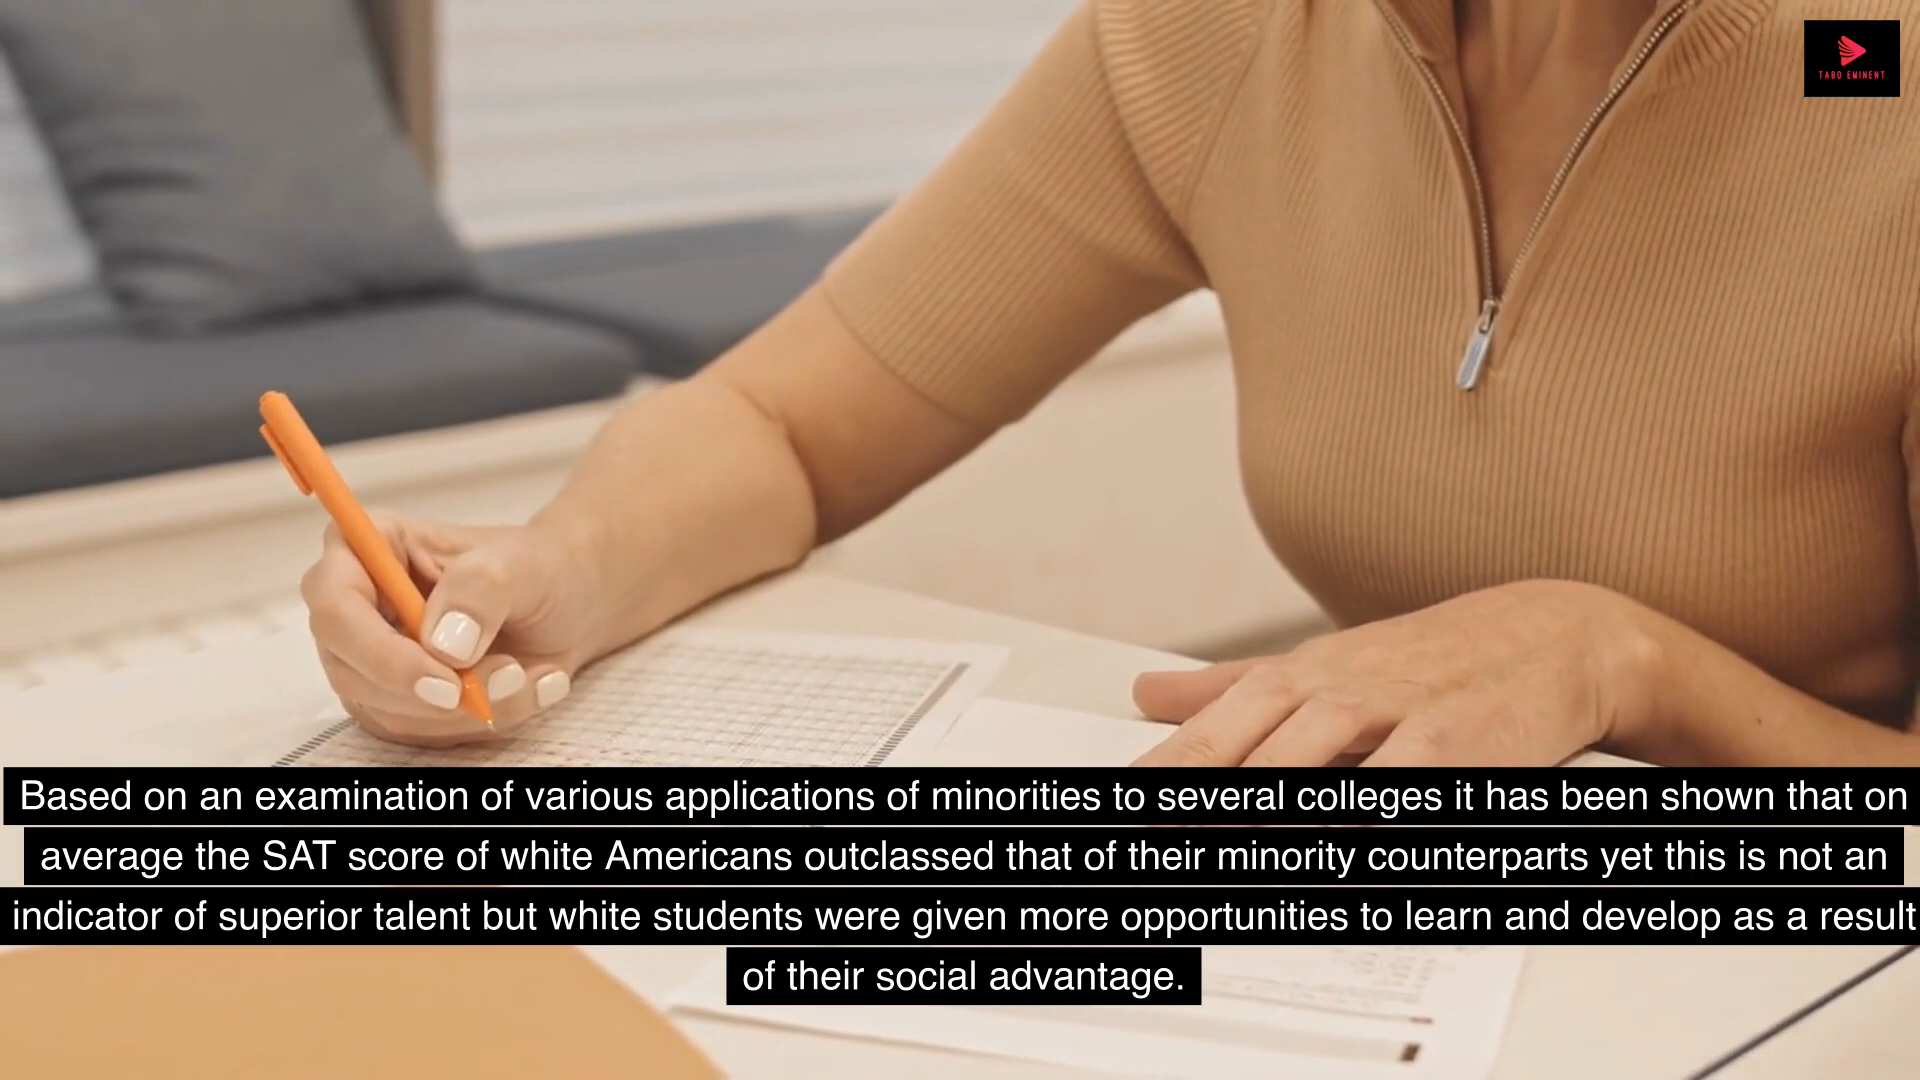 TABO EMINENT
Based on an examination of various applications of minorities to several colleges it has been shown that on
average the SAT score of white Americans outclassed that of their minority counterparts yet this is not an
indicator of superior talent but white students were given more opportunities to learn and develop as a result
of their social advantage.